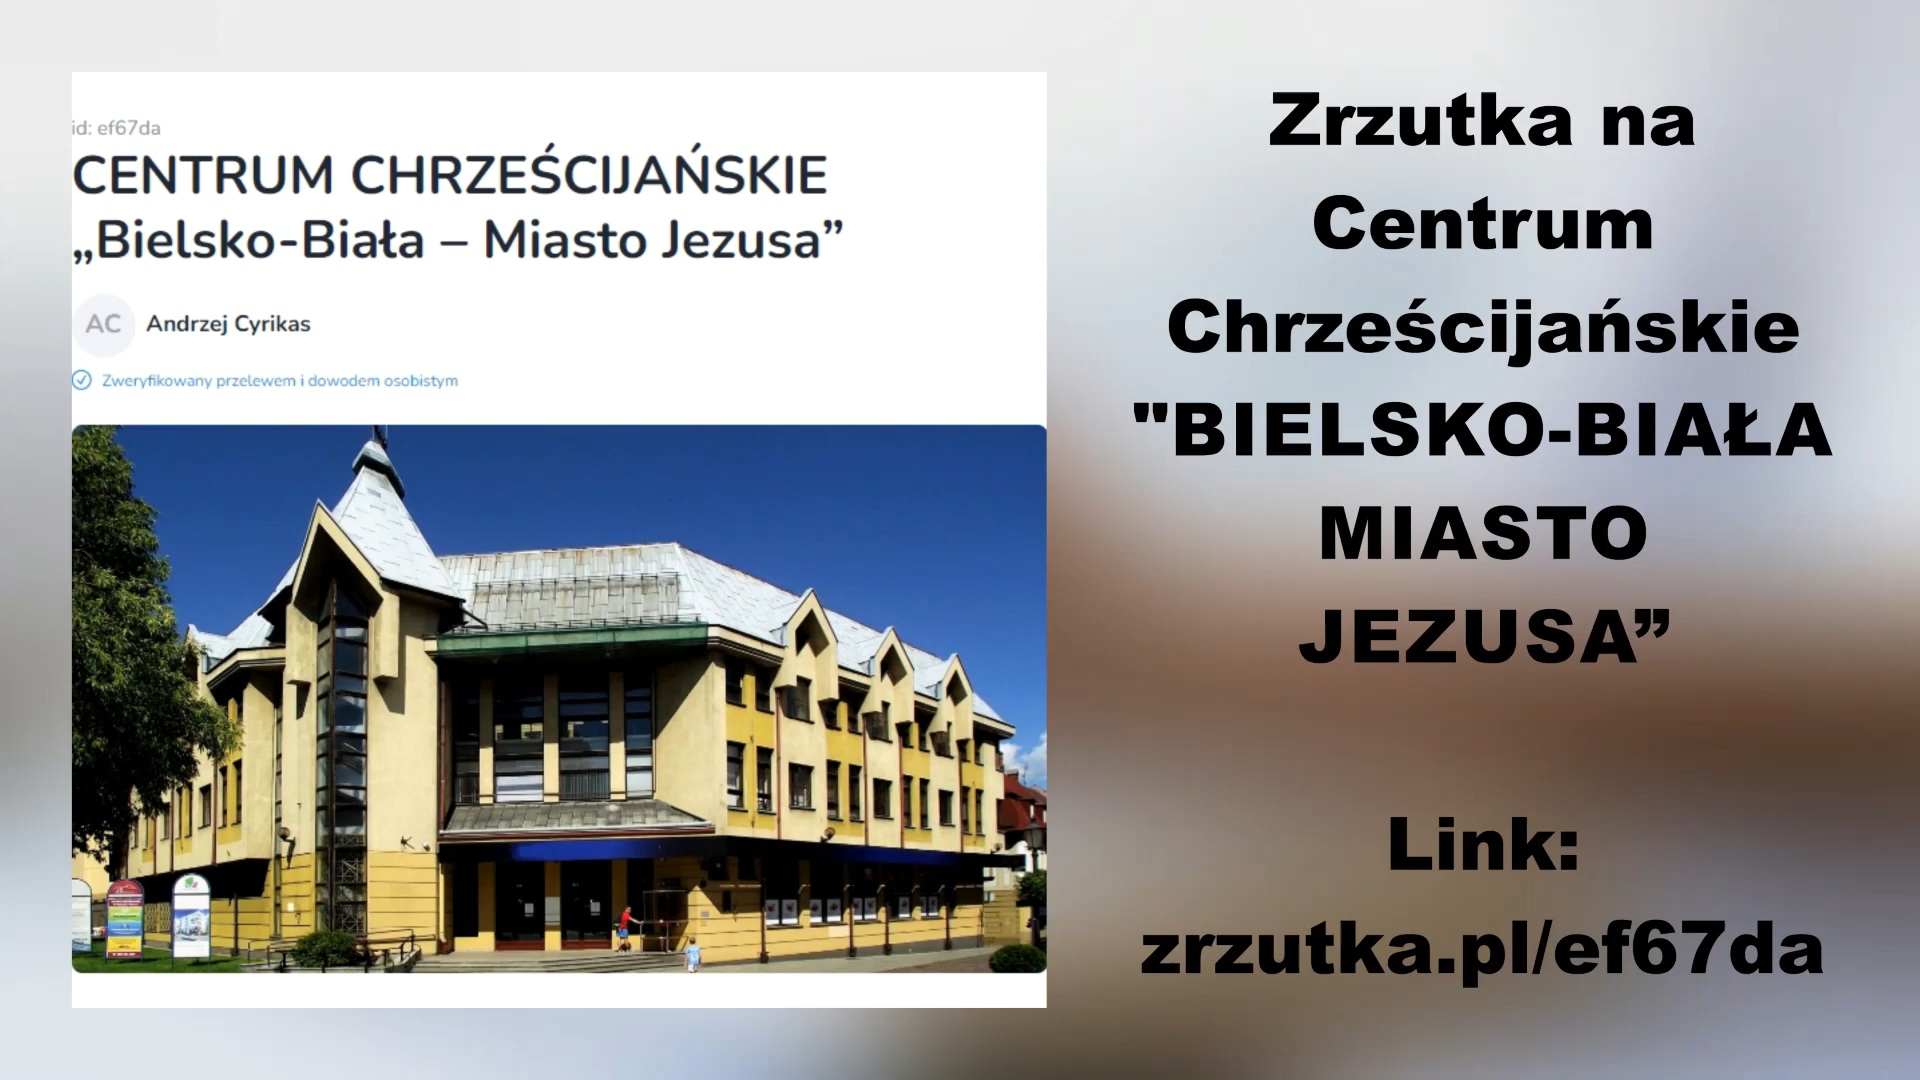 id: ef67da
CENTRUM CHRZEŚCIJAŃSKIE
„Bielsko-Biała – Miasto Jezusa”
AC
Andrzej Cyrikas
Zweryfikowany przelewem i dowodem osobistym
Zrzutka na
Centrum
Chrześcijańskie
"BIELSKO-BIAŁA
MIASTO
JEZUSA”
Link:
zrzutka.pl/ef67da